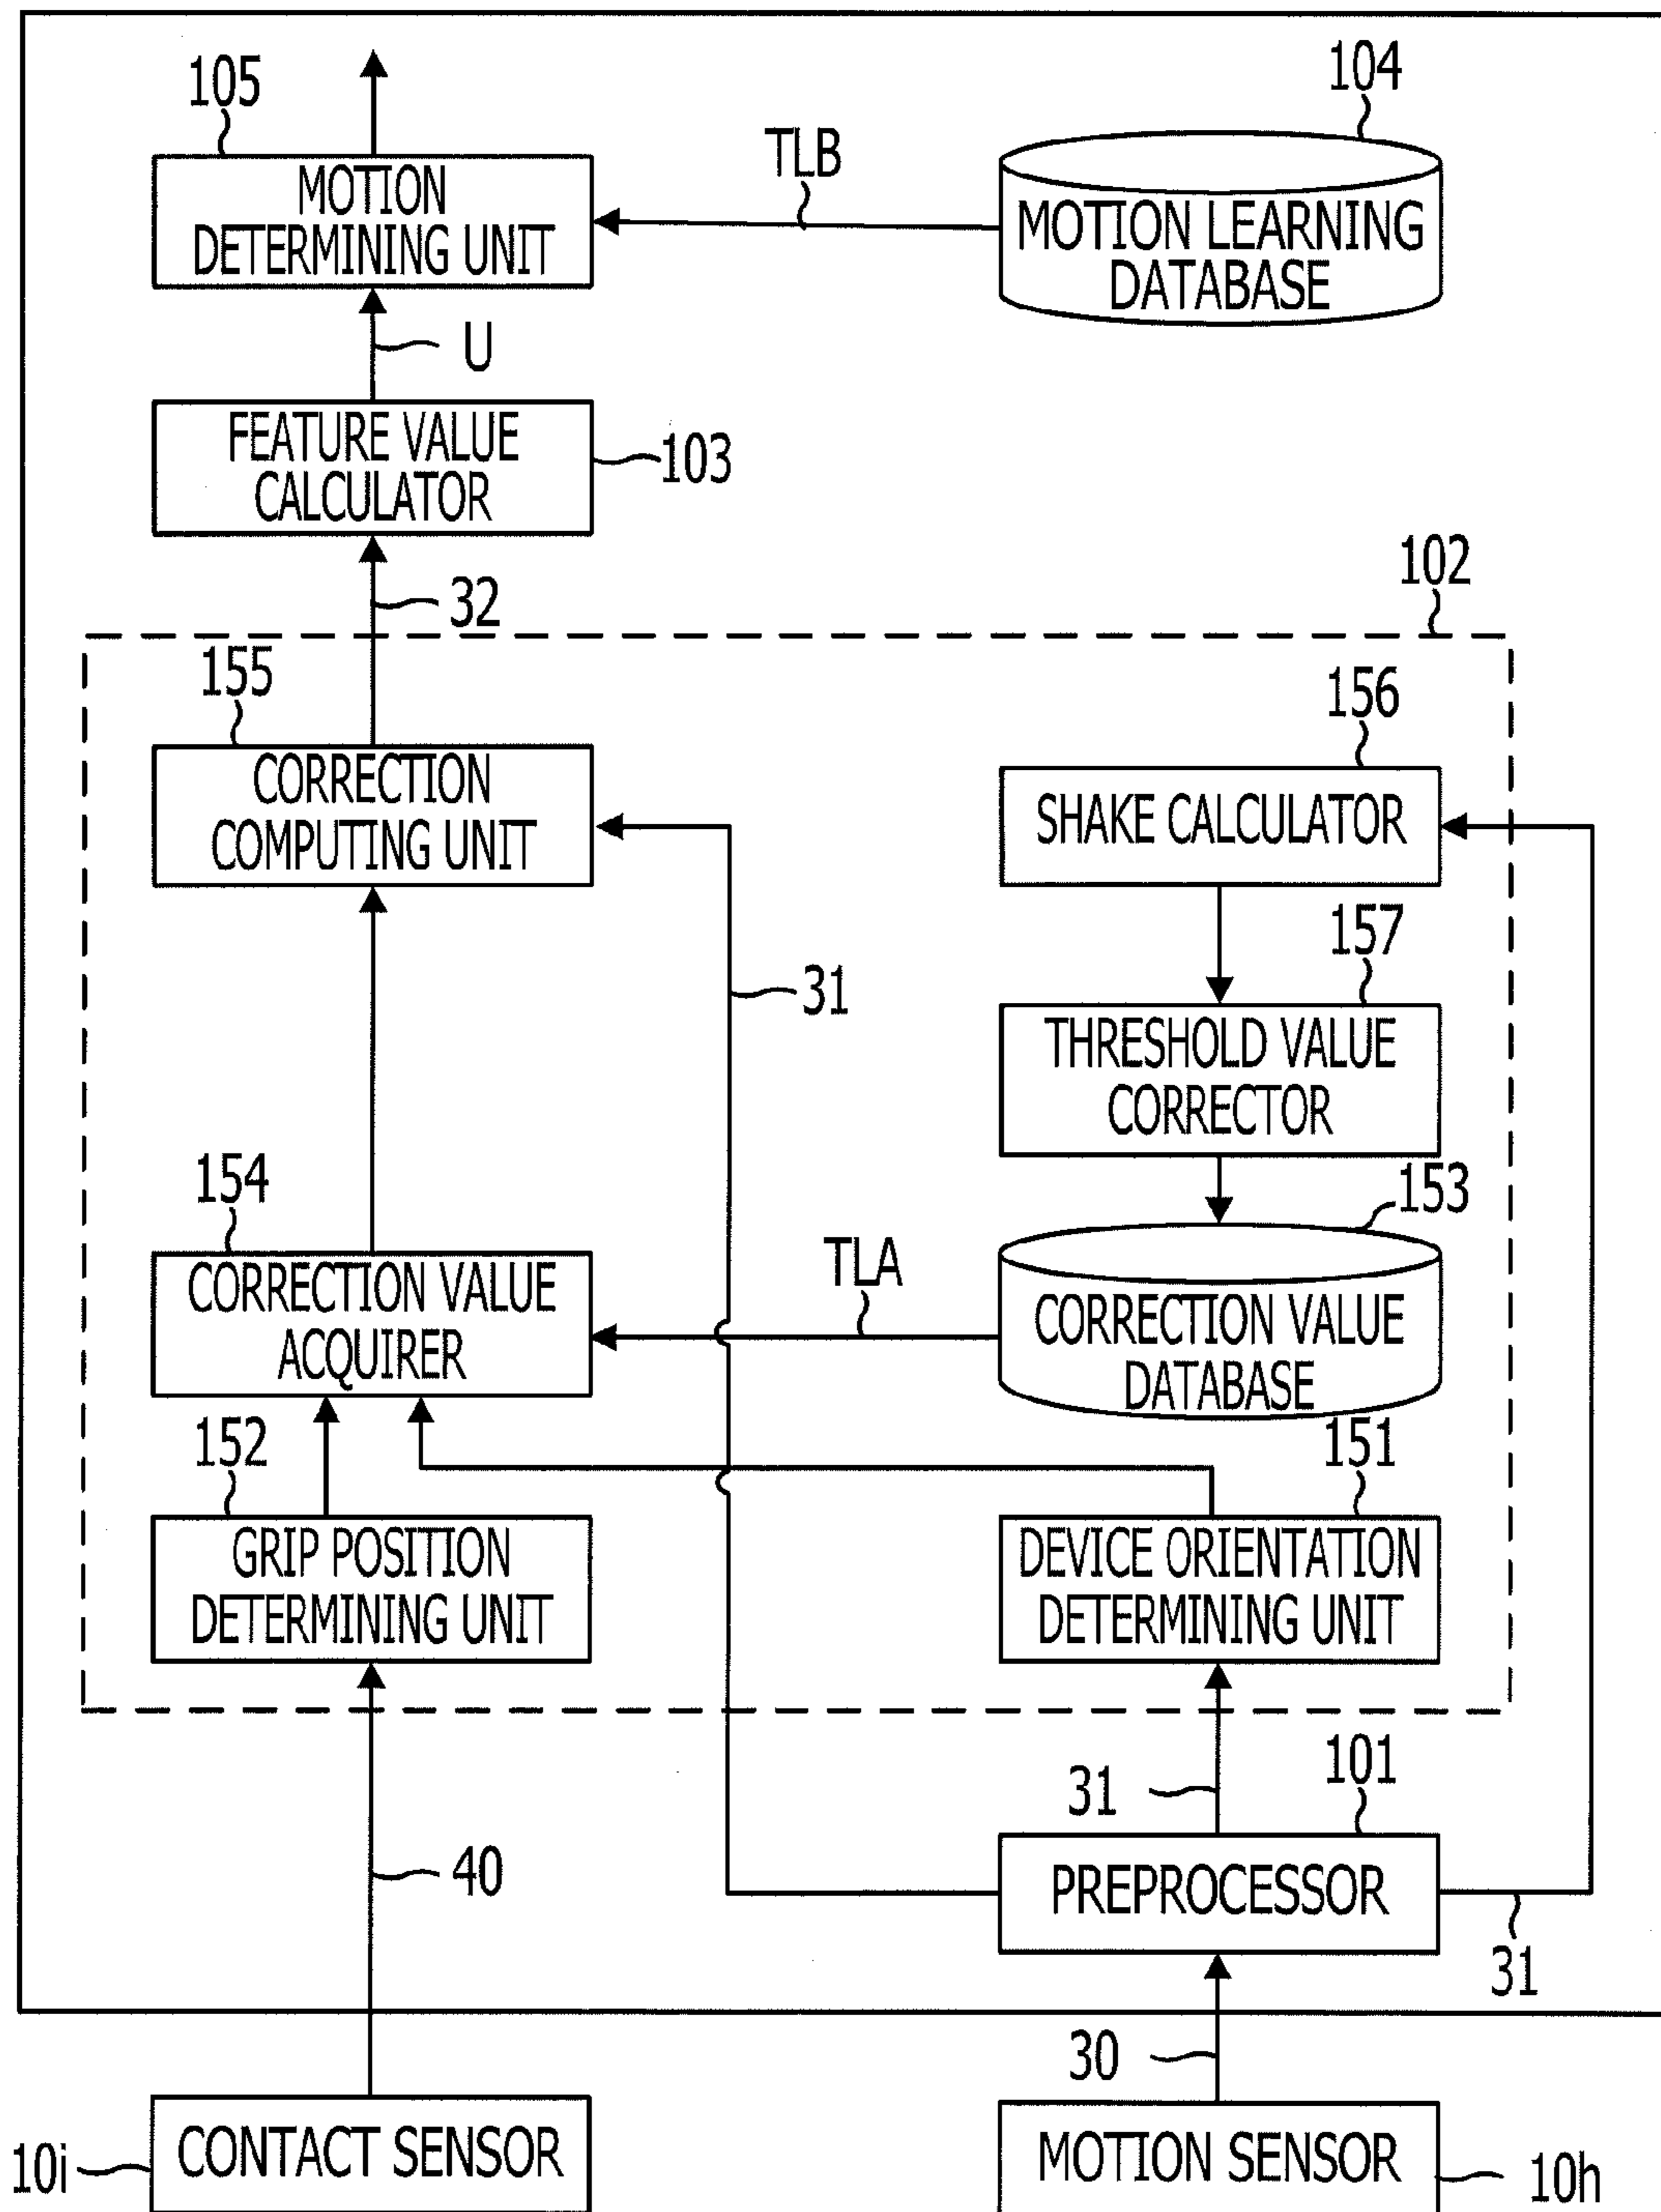 105
104
TLB
MOTION
DETERMINING UNIT
MOTION LEARNING
DATABASE
U
FEATURE VALUE
CALCULATOR
103
102
32
155
156
CORRECTION
COMPUTING UNIT
SHAKE CALCULATOR
157
31
THRESHOLD VALUE
CORRECTOR
154
153
TLA
CORRECTION VALUE
ACQUIRER
CORRECTION VALUE
DATABASE
152
151
GRIP POSITION
DETERMINING UNIT
DEVICE ORIENTATION
DETERMINING UNIT
31
101
40
PREPROCESSOR
31
30
10i
CONTACT SENSOR
MOTION SENSOR
10h